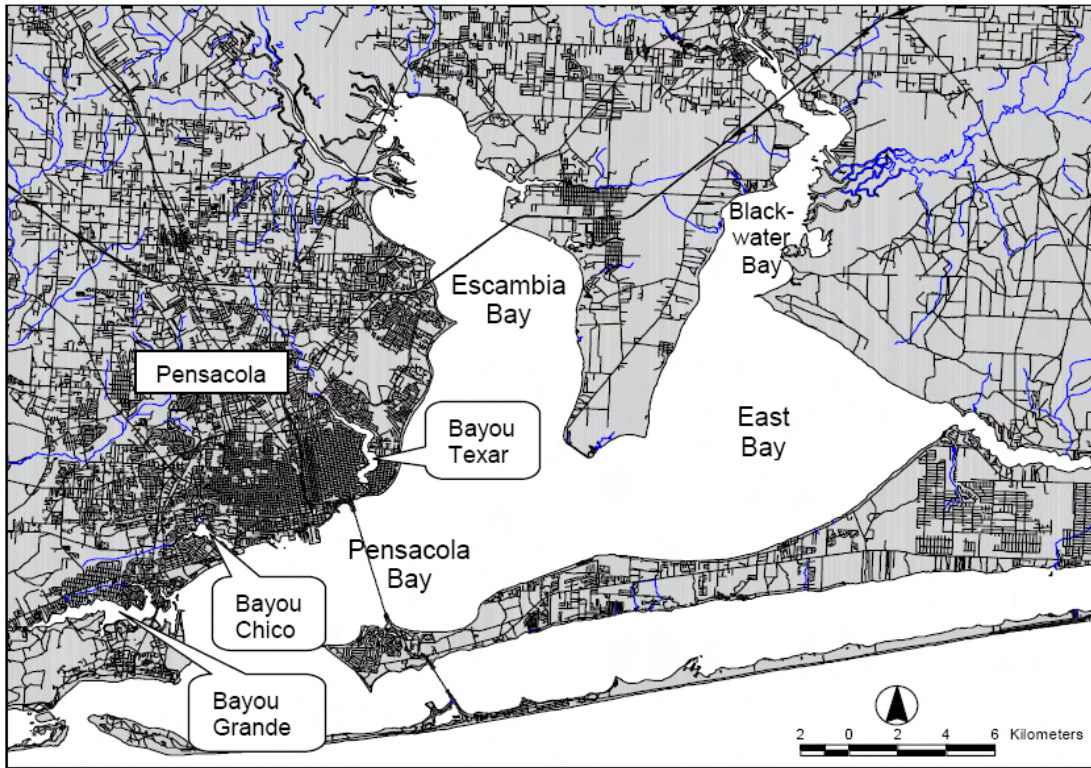 Black-
water
Bay
Escambia
Bay
Pensacola
Bayou
Texar
East
Bay
Pensacola
Bay
Bayou
Chico
Bayou
Grande
2 0 2 4 6 Kilometers